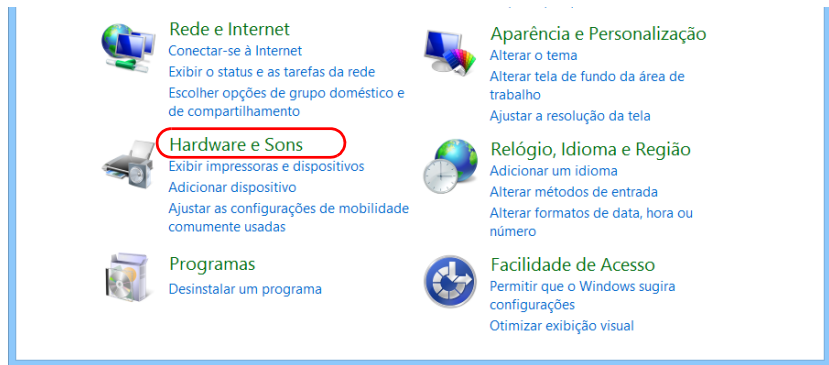 Rede e Internet
Conectar-se à Internet
Exibir o status e as tarefas da rede
Escolher opções de grupo doméstico e
de compartilhamento
Hardware e Sons
Exibir impressoras e dispositivos
Adicionar dispositivo
Ajustar as configurações de mobilidade
comumente usadas
Programas
Desinstalar um programa
Aparência e Personalização
Alterar o tema
Alterar tela de fundo da área de
trabalho
Ajustar a resolução da tela
Relógio, Idioma e Região
Adicionar um idioma
Alterar métodos de entrada
Alterar formatos de data, hora ou
número
Facilidade de Acesso
Permitir que o Windows sugira
configurações
Otimizar exibição visual